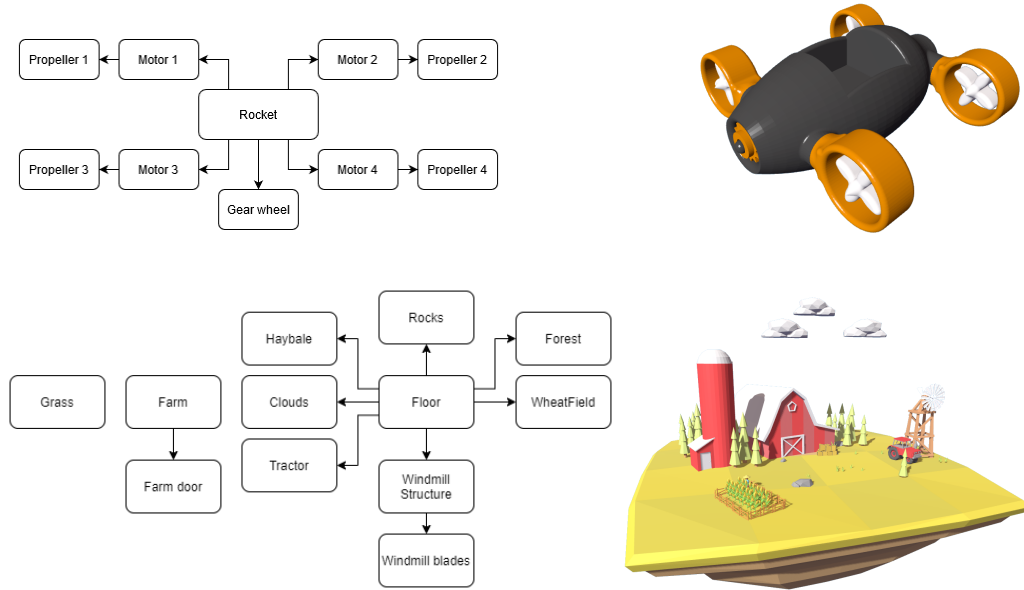 Propeller 1
Motor 1
Motor 2
Propeller 2
Rocket
Propeller 3
Motor 3
Motor 4
Propeller 4
Gear wheel
Rocks
Haybale
Forest
Grass
Farm
Clouds
Floor
WheatField
Tractor
Farm door
Windmill
Structure
Windmill blades